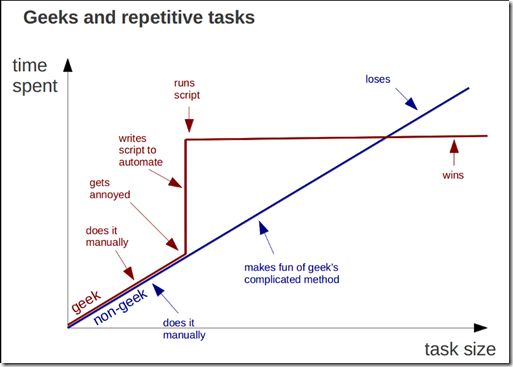 Geeks and repetitive tasks
time
spent
runs
script
loses
writes
script to
automate
gets
annoyed
wins
does it
manually
makes fun of geek's
complicated method
geek
non-geek
does it
manually
task size